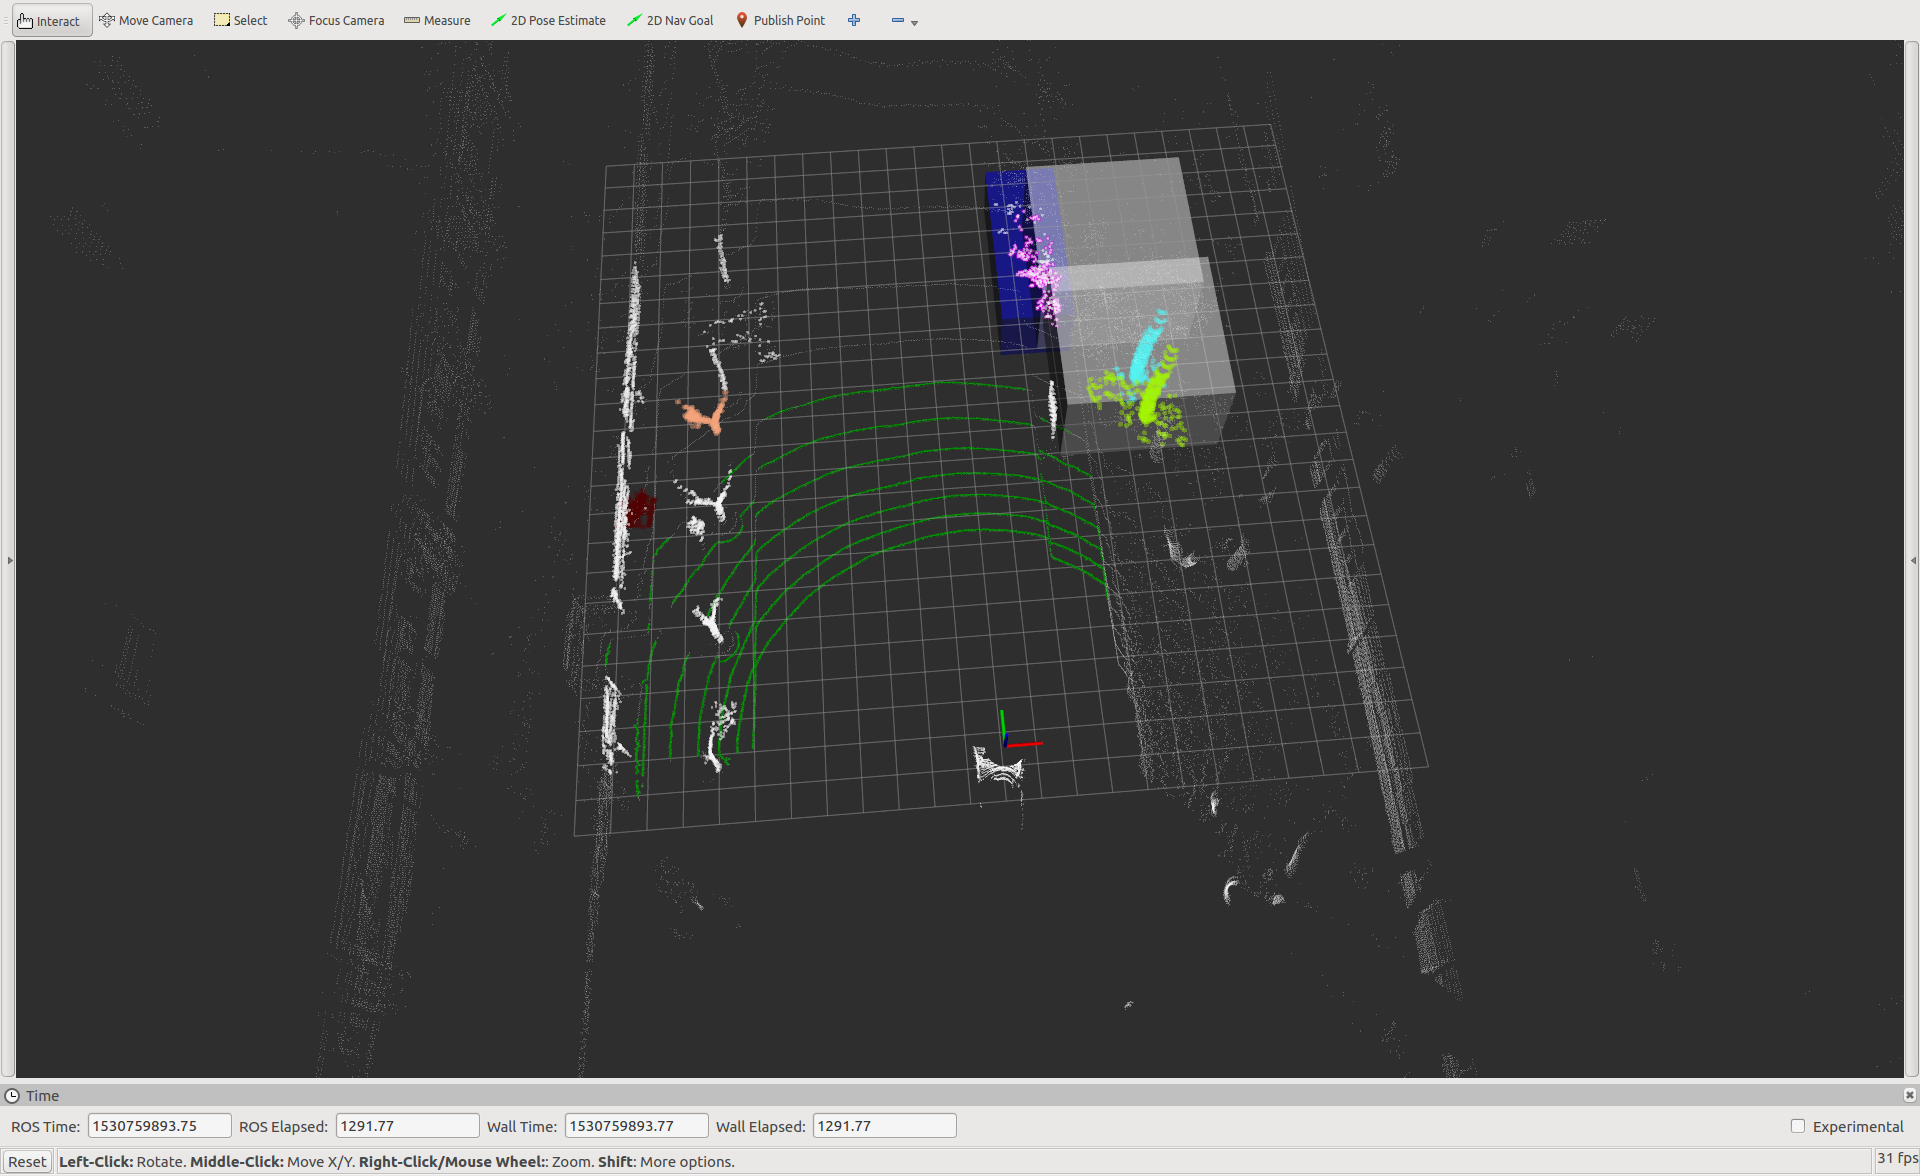 Interact Move Camera Select Focus Camera Measure 2D Pose Estimate 2D Nav Goal Publish Point
Time
ROS Time: 1530759893.75 ROS Elapsed: 1291.77 Wall Time: 1530759893.77 Wall Elapsed: 1291.77 Experimental
Reset Left-Click: Rotate. Middle-Click: Move X/Y. Right-Click/Mouse Wheel:: Zoom. Shift: More options. 31 fps